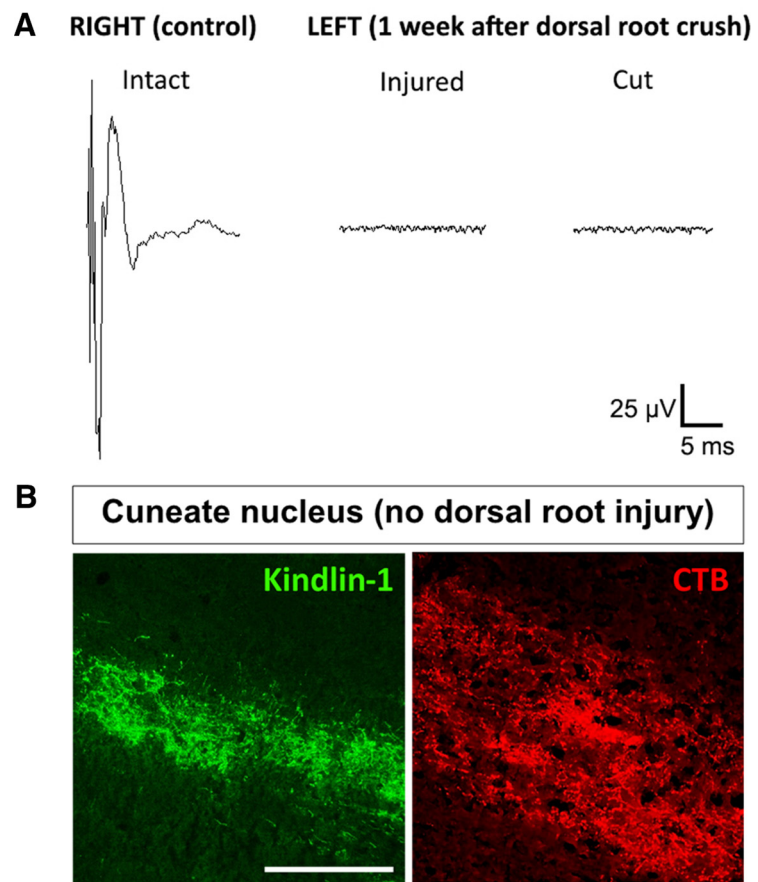 A
RIGHT (control) LEFT (1 week after dorsal root crush)
Intact Injured Cut
25 µV
5 ms
B
Cuneate nucleus (no dorsal root injury)
Kindlin-1 CTB